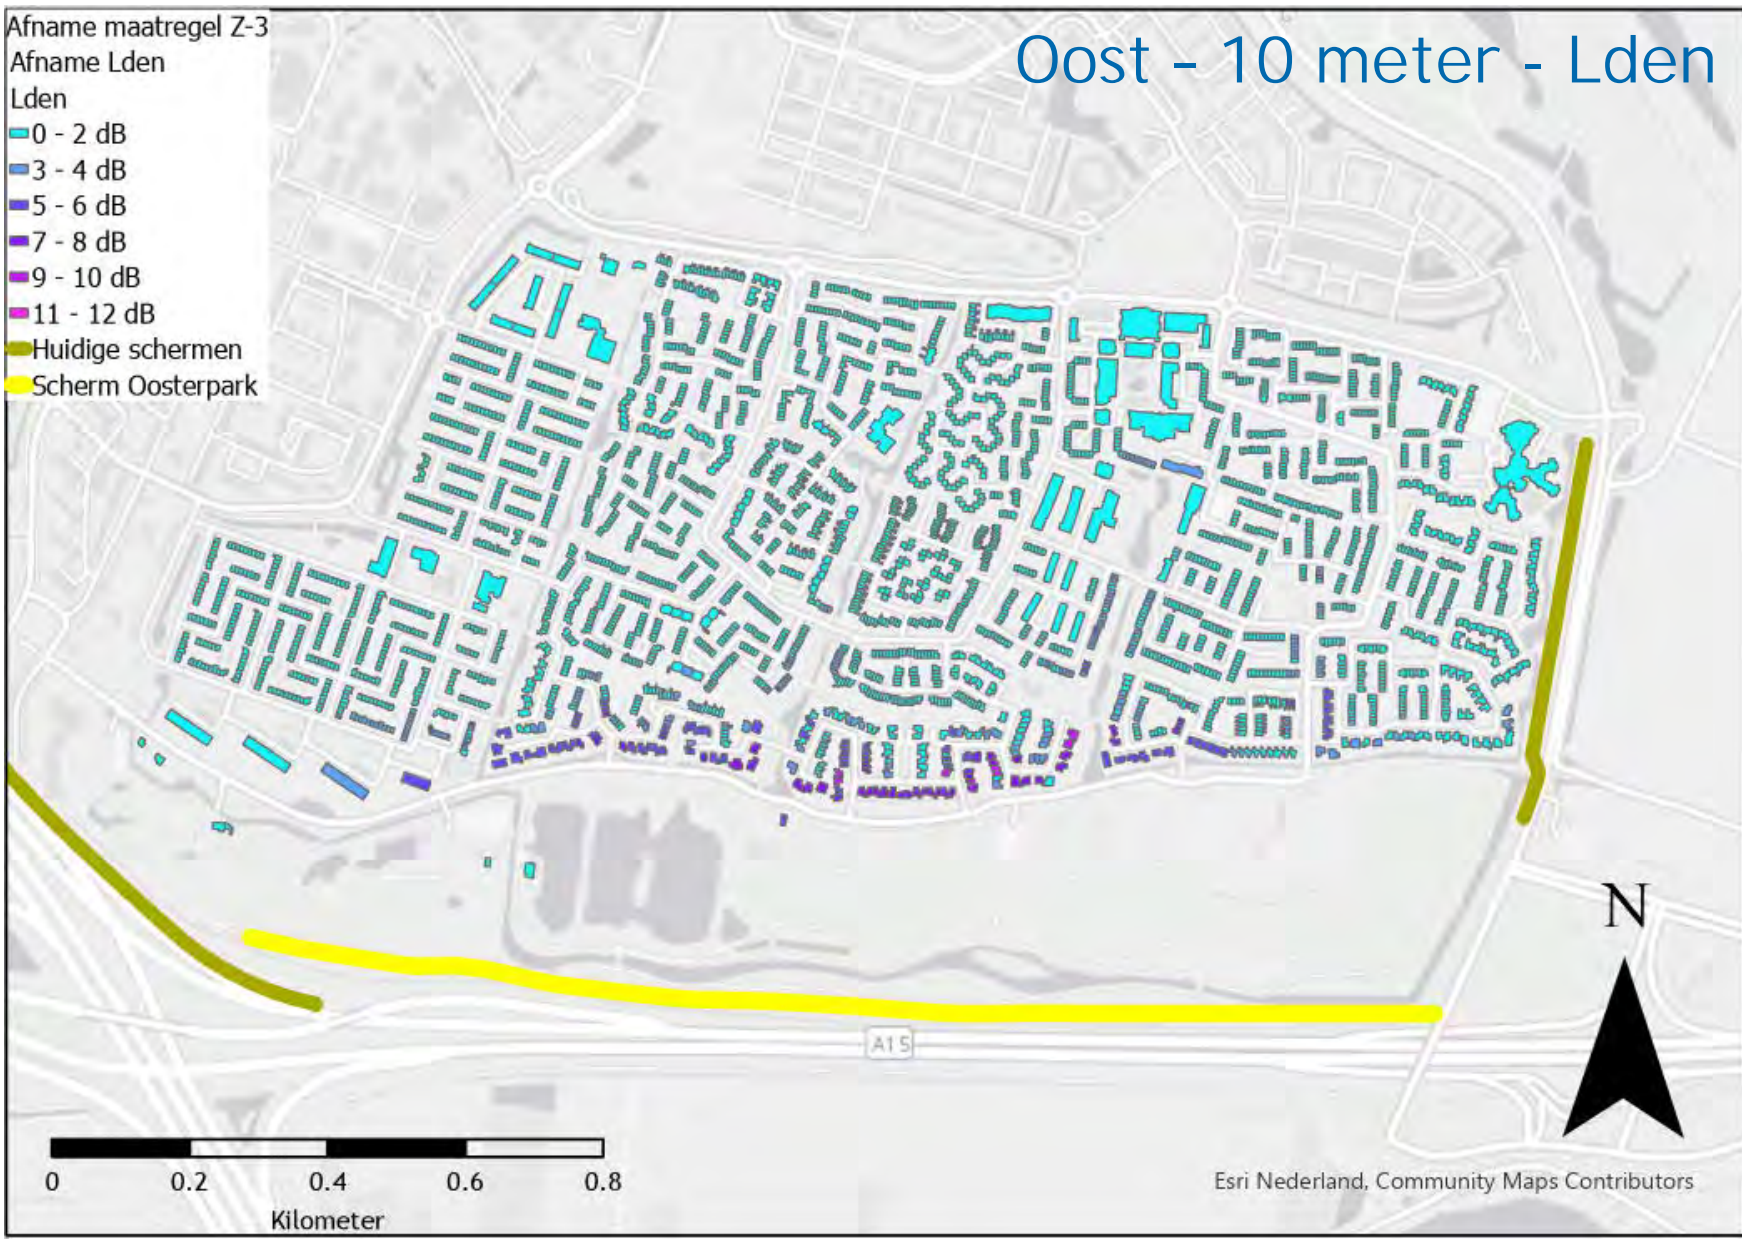 Afname maatregel Z-3
Afname Lden
Lden
0 - 2 dB
3 - 4 dB
5 - 6 dB
7 - 8 dB
9 - 10 dB
11 - 12 dB
Huidige schermen
Scherm Oosterpark
Oost - 10 meter - Lden
A15
N
0 0.2 0.4 0.6 0.8
Kilometer
Esri Nederland, Community Maps Contributors